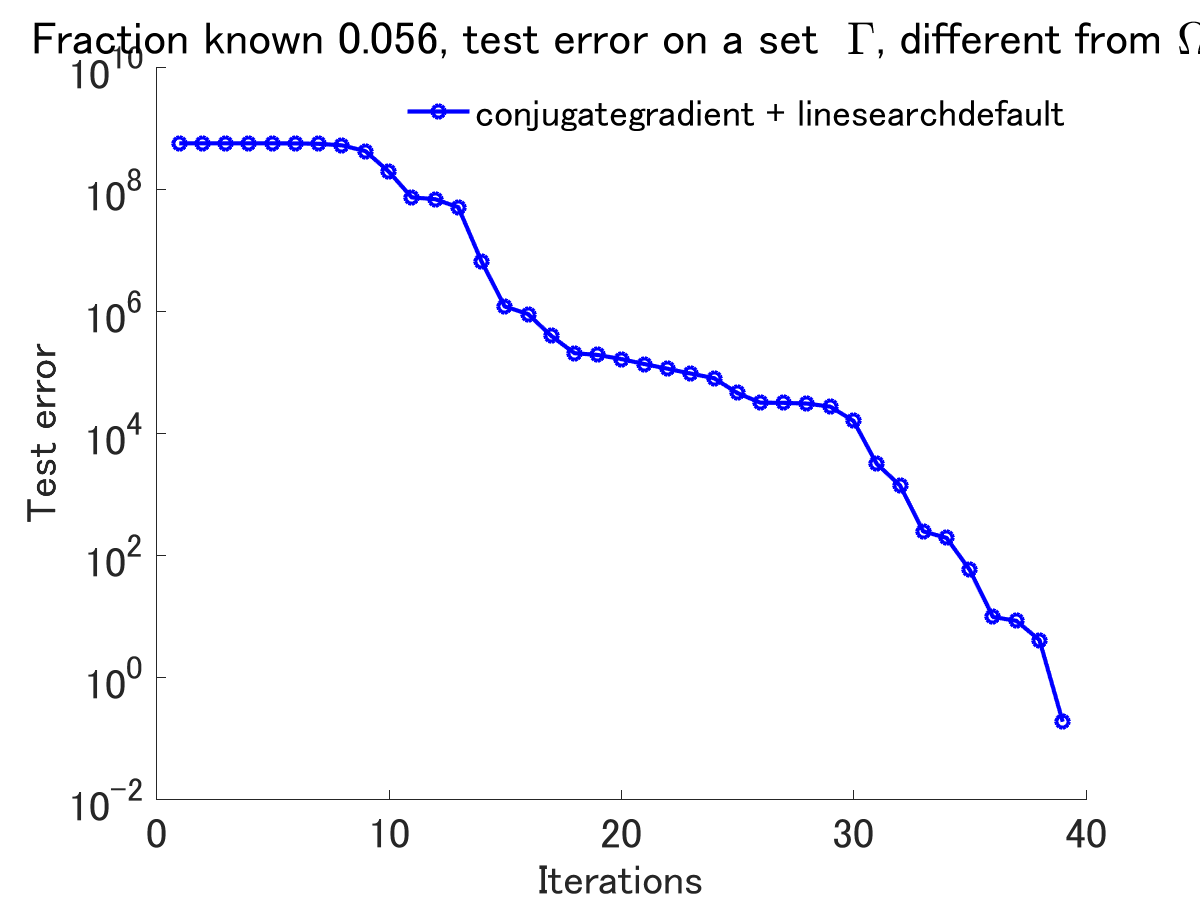 Fraction known 0.056, test error on a set Γ, different from Ω
10^10
conjugategradient + linesearchdefault
10^8
10^6
10^4
10^2
10^0
10^-2
Test error
0 10 20 30 40
Iterations